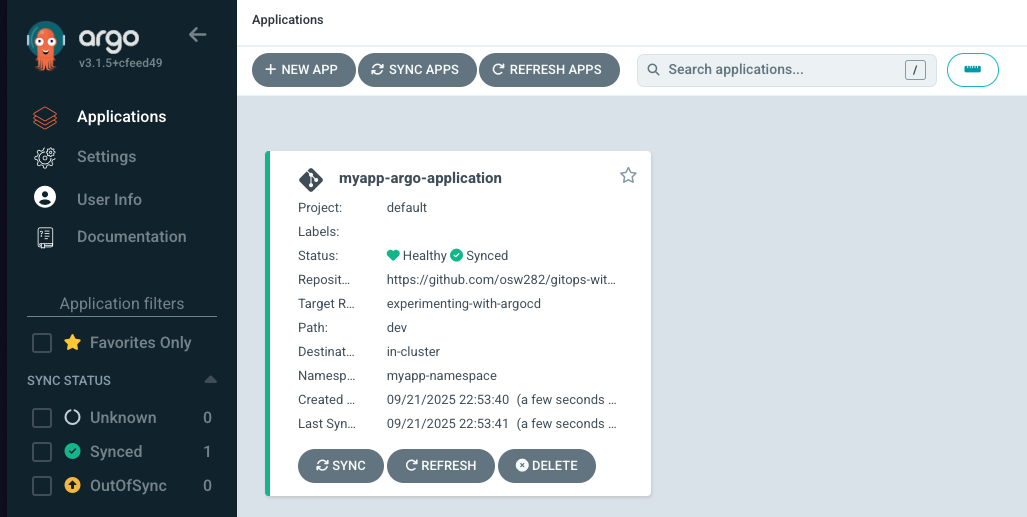 argo
v3.1.5+cfeed49
Applications
Settings
User Info
Documentation
Application filters
Favorites Only
SYNC STATUS
Unknown 0
Synced 1
OutOfSync 0
Applications
NEW APP SYNC APPS REFRESH APPS Search applications... /
myapp-argo-application
Project: default
Labels:
Status: Healthy Synced
Reposit... https://github.com/osw282/gitops-wit...
Target R... experimenting-with-argocd
Path: dev
Destinat... in-cluster
Namesp... myapp-namespace
Created ... 09/21/2025 22:53:40 (a few seconds ...
Last Syn... 09/21/2025 22:53:41 (a few seconds ...
SYNC REFRESH DELETE